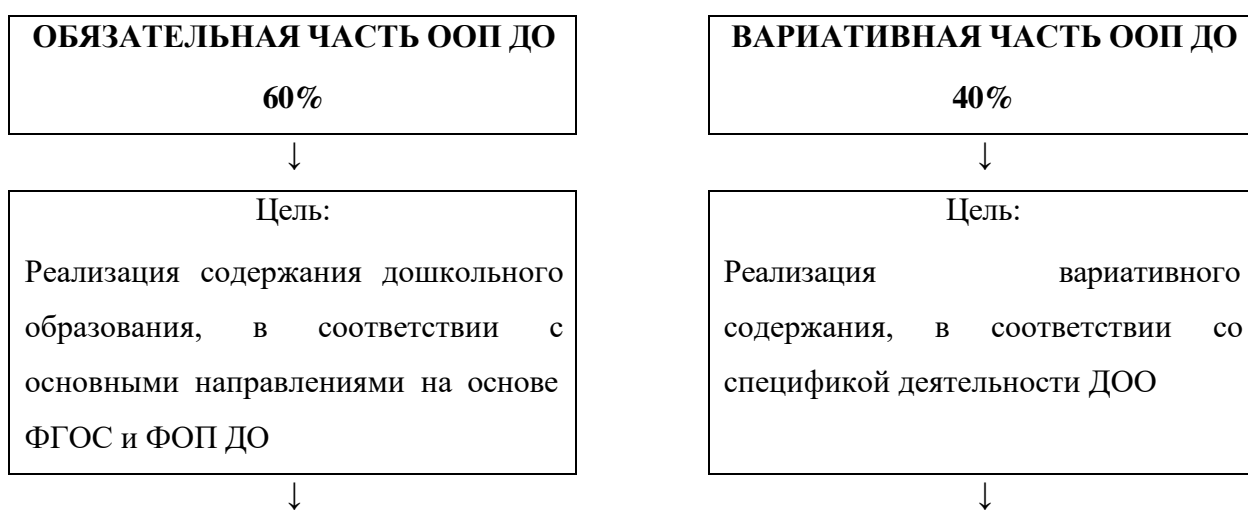 ОБЯЗАТЕЛЬНАЯ ЧАСТЬ ООП ДО
60%
↓
Цель:
Реализация содержания дошкольного
образования, в соответствии с
основными направлениями на основе
ФГОС и ФОП ДО
↓
ВАРИАТИВНАЯ ЧАСТЬ ООП ДО
40%
↓
Цель:
Реализация вариативного
содержания, в соответствии со
спецификой деятельности ДОО
↓